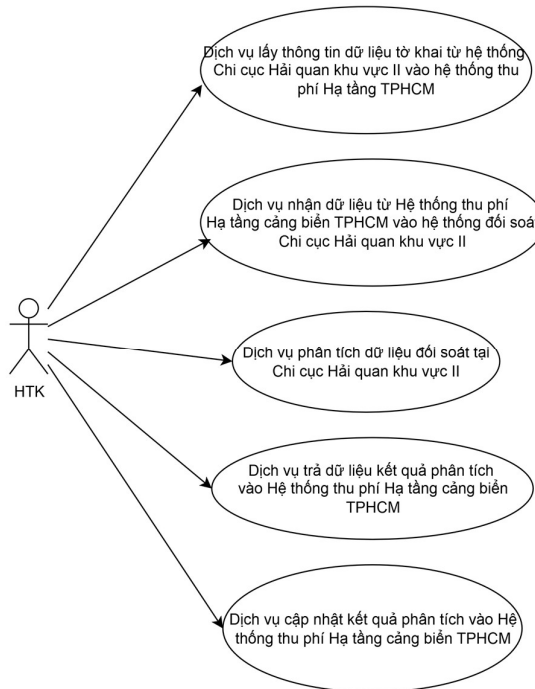 Dịch vụ lấy thông tin dữ liệu tờ khai từ hệ thống
Chi cục Hải quan khu vực II vào hệ thống thu
phí Hạ tầng TPHCM
Dịch vụ nhận dữ liệu từ Hệ thống thu phí
Hạ tầng cảng biển TPHCM vào hệ thống đối soát
Chi cục Hải quan khu vực II
Dịch vụ phân tích dữ liệu đối soát tại
Chi cục Hải quan khu vực II
HTK
Dịch vụ trả dữ liệu kết quả phân tích
vào Hệ thống thu phí Hạ tầng cảng biển
TPHCM
Dịch vụ cập nhật kết quả phân tích vào Hệ
thống thu phí Hạ tầng cảng biển TPHCM